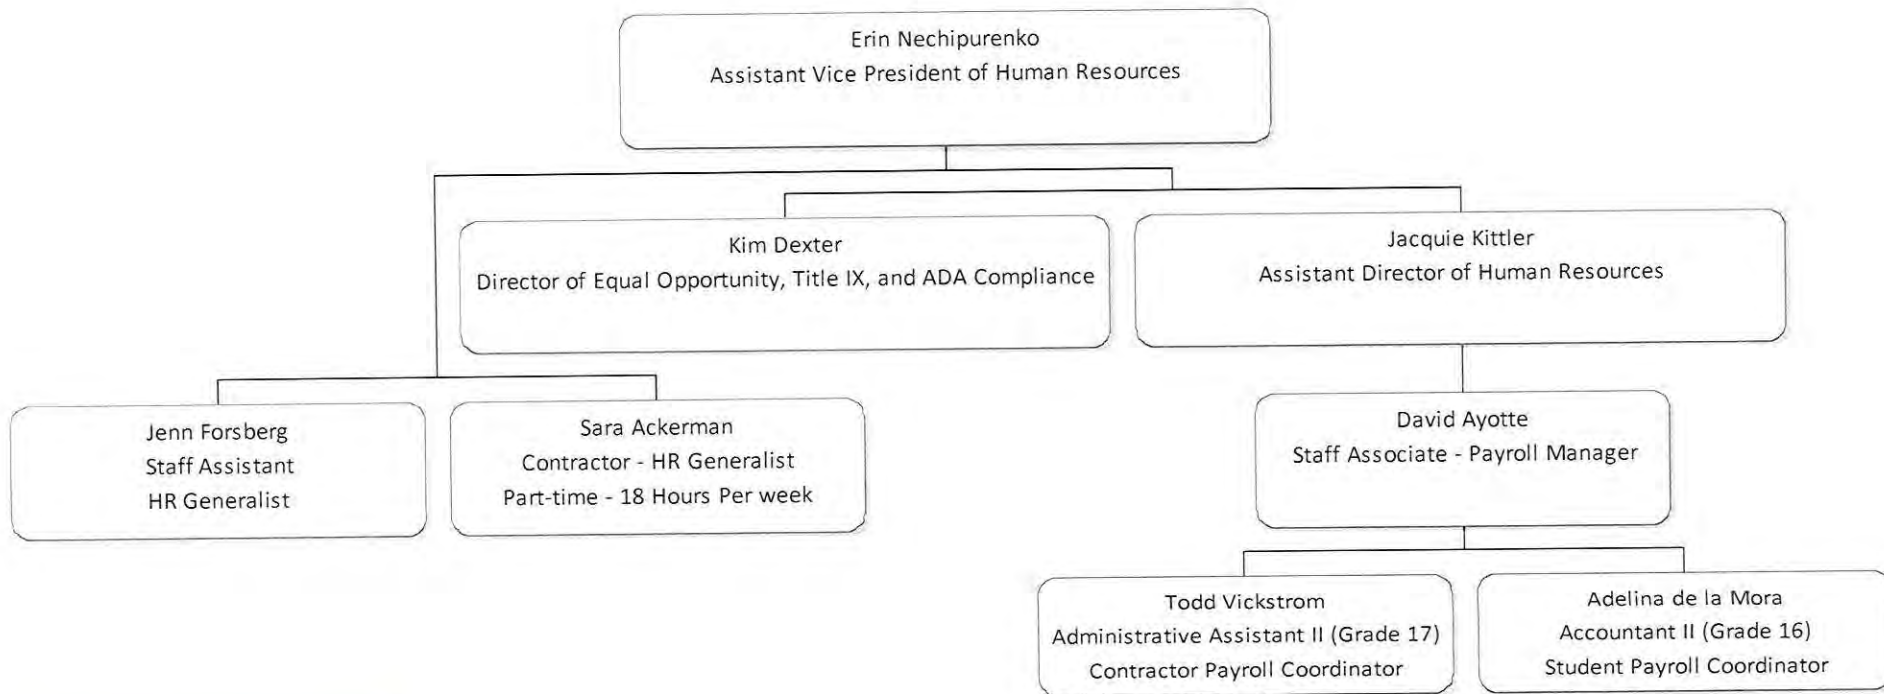 Erin Nechipurenko
Assistant Vice President of Human Resources
Kim Dexter
Director of Equal Opportunity, Title IX, and ADA Compliance
Jacquie Kittler
Assistant Director of Human Resources
Jenn Forsberg
Staff Assistant
HR Generalist
Sara Ackerman
Contractor - HR Generalist
Part-time - 18 Hours Per week
David Ayotte
Staff Associate - Payroll Manager
Todd Vickstrom
Administrative Assistant II (Grade 17)
Contractor Payroll Coordinator
Adelina de la Mora
Accountant II (Grade 16)
Student Payroll Coordinator